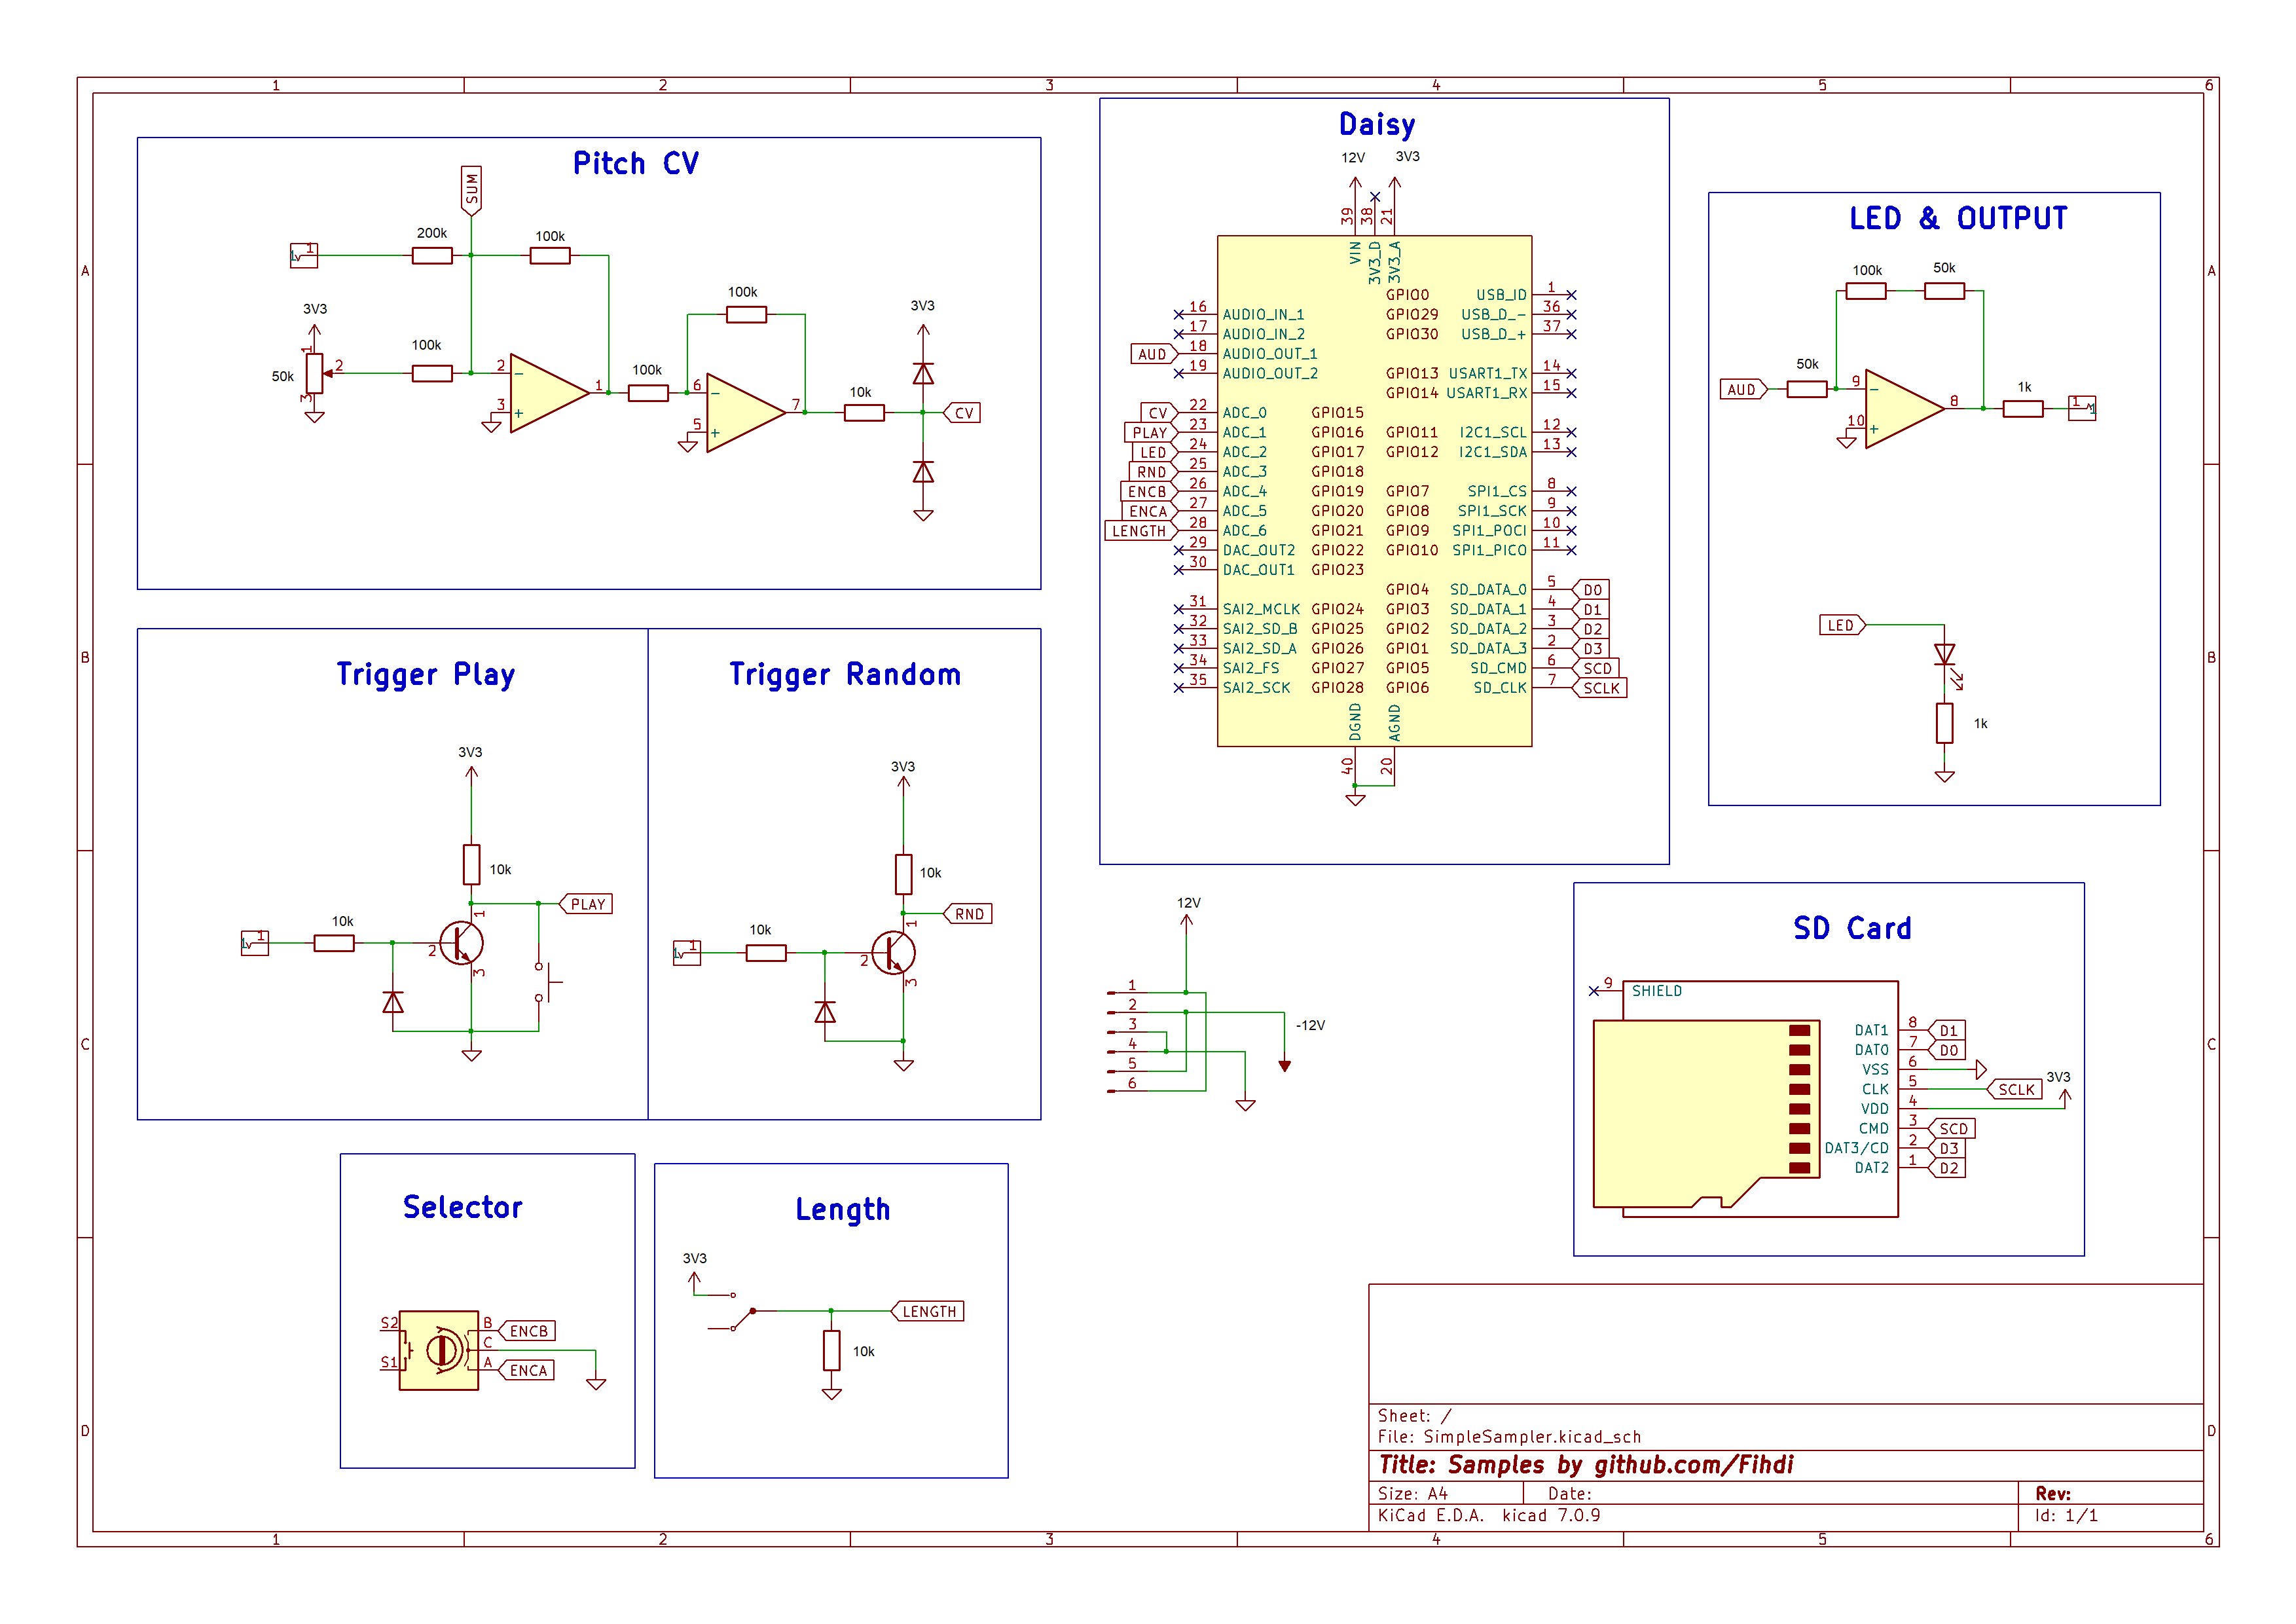 1 2 3 4 5 6
A
B
C
D
Pitch CV
SUM
200k
100k
1
3V3
50k
1
2
3
100k
2
3
1
100k
100k
6
5
7
10k
3V3
CV
Daisy
12V 3V3
39 38 21
VIN 3V3_D 3V3_A
GPIO0 USB_ID 1
16 AUDIO_IN_1 GPIO29 USB_D_- 36
17 AUDIO_IN_2 GPIO30 USB_D_+ 37
AUD 18 AUDIO_OUT_1
19 AUDIO_OUT_2 GPIO13 USART1_TX 14
GPIO14 USART1_RX 15
CV 22 ADC_0 GPIO15
PLAY 23 ADC_1 GPIO16 GPIO11 I2C1_SCL 12
LED 24 ADC_2 GPIO17 GPIO12 I2C1_SDA 13
RND 25 ADC_3 GPIO18
ENCB 26 ADC_4 GPIO19 GPIO7 SPI1_CS 8
ENCA 27 ADC_5 GPIO20 GPIO8 SPI1_SCK 9
LENGTH 28 ADC_6 GPIO21 GPIO9 SPI1_POCI 10
29 DAC_OUT2 GPIO22 GPIO10 SPI1_PICO 11
30 DAC_OUT1 GPIO23
GPIO4 SD_DATA_0 5 D0
31 SAI2_MCLK GPIO24 GPIO3 SD_DATA_1 4 D1
32 SAI2_SD_B GPIO25 GPIO2 SD_DATA_2 3 D2
33 SAI2_SD_A GPIO26 GPIO1 SD_DATA_3 2 D3
34 SAI2_FS GPIO27 GPIO5 SD_CMD 6 SCD
35 SAI2_SCK GPIO28 GPIO6 SD_CLK 7 SCLK
DGND AGND
40 20
LED & OUTPUT
100k 50k
AUD
50k
9
10
8
1k
1
LED
1k
Trigger Play
3V3
10k
PLAY
1
10k
1
2
3
Trigger Random
3V3
10k
RND
1
10k
1
2
3
12V
1
2
3
4
5
6
-12V
SD Card
9 SHIELD
DAT1 8 D1
DAT0 7 D0
VSS 6
CLK 5 SCLK
3V3
VDD 4
CMD 3 SCD
DAT3/CD 2 D3
DAT2 1 D2
Selector
S2 B ENCB
C
S1 A ENCA
Length
3V3
LENGTH
10k
Sheet: /
File: SimpleSampler.kicad_sch
Title: Samples by github.com/Fihdi
Size: A4 Date: Rev:
KiCad E.D.A. kicad 7.0.9 Id: 1/1
A
B
C
D
1 2 3 4 5 6